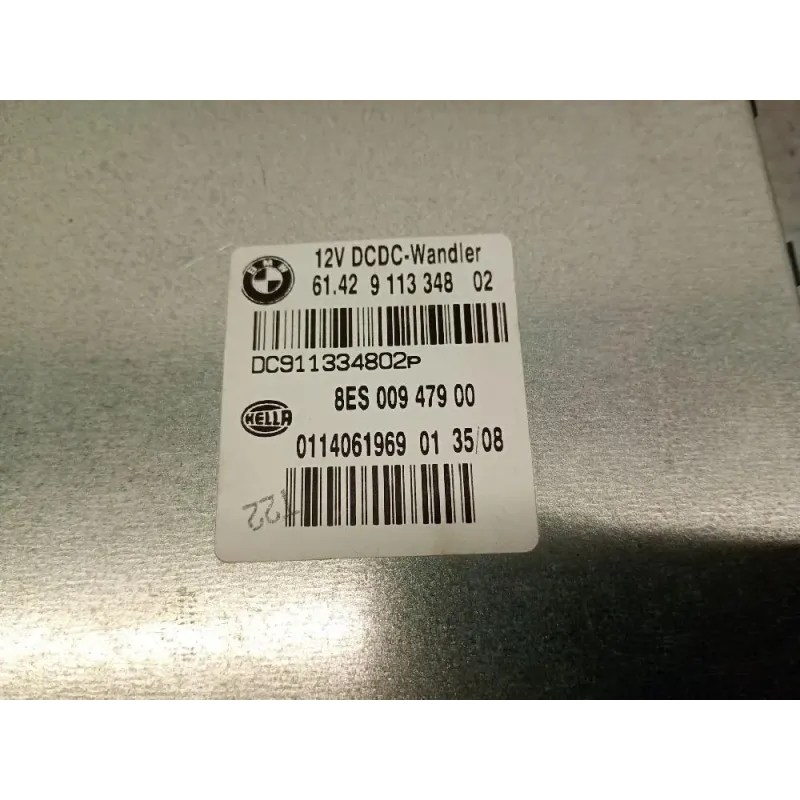 BMW
12V DCDC-Wandler
61.42 9 113 348 02
DC911334802P
8ES 009 479 00
HELLA
0114061969 01 35/08